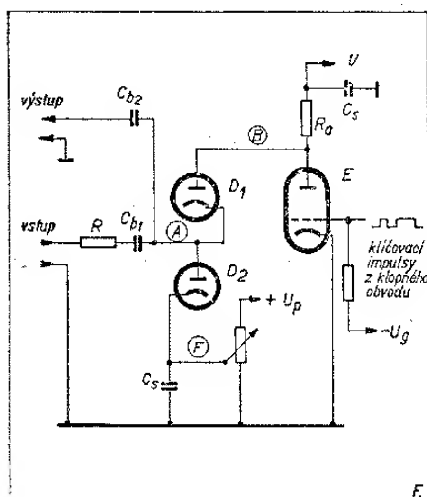 U
C_s
výstup
C_b2
R_a
B
D_1
E
vstup
R
C_b1
A
klíčovací
impulsy
z klopného
obvodu
D_2
+ U_p
-U_g
F
C_s
F.